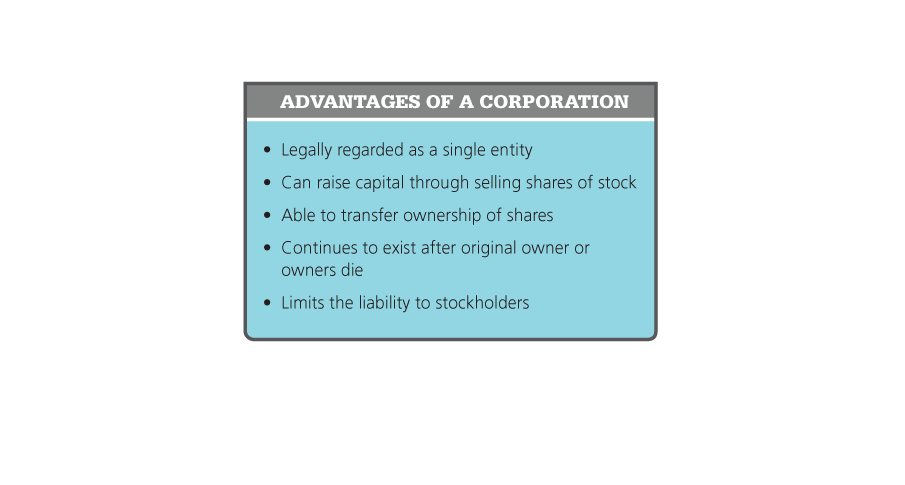 ADVANTAGES OF A CORPORATION
• Legally regarded as a single entity
• Can raise capital through selling shares of stock
• Able to transfer ownership of shares
• Continues to exist after original owner or
owners die
• Limits the liability to stockholders